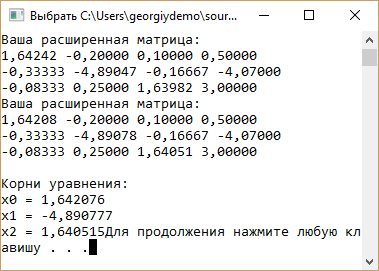 Выбрать C:\Users\georgiydemo\sour...
Ваша расширенная матрица:
1,64242 -0,20000 0,10000 0,50000
-0,33333 -4,89047 -0,16667 -4,07000
-0,08333 0,25000 1,63982 3,00000
Ваша расширенная матрица:
1,64208 -0,20000 0,10000 0,50000
-0,33333 -4,89078 -0,16667 -4,07000
-0,08333 0,25000 1,64051 3,00000
Корни уравнения:
x0 = 1,642076
x1 = -4,890777
x2 = 1,640515Для продолжения нажмите любую кл
авишу . . .